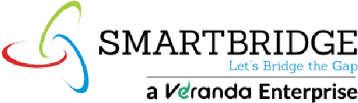 SMARTBRIDGE
Let's Bridge the Gap
a Veranda Enterprise